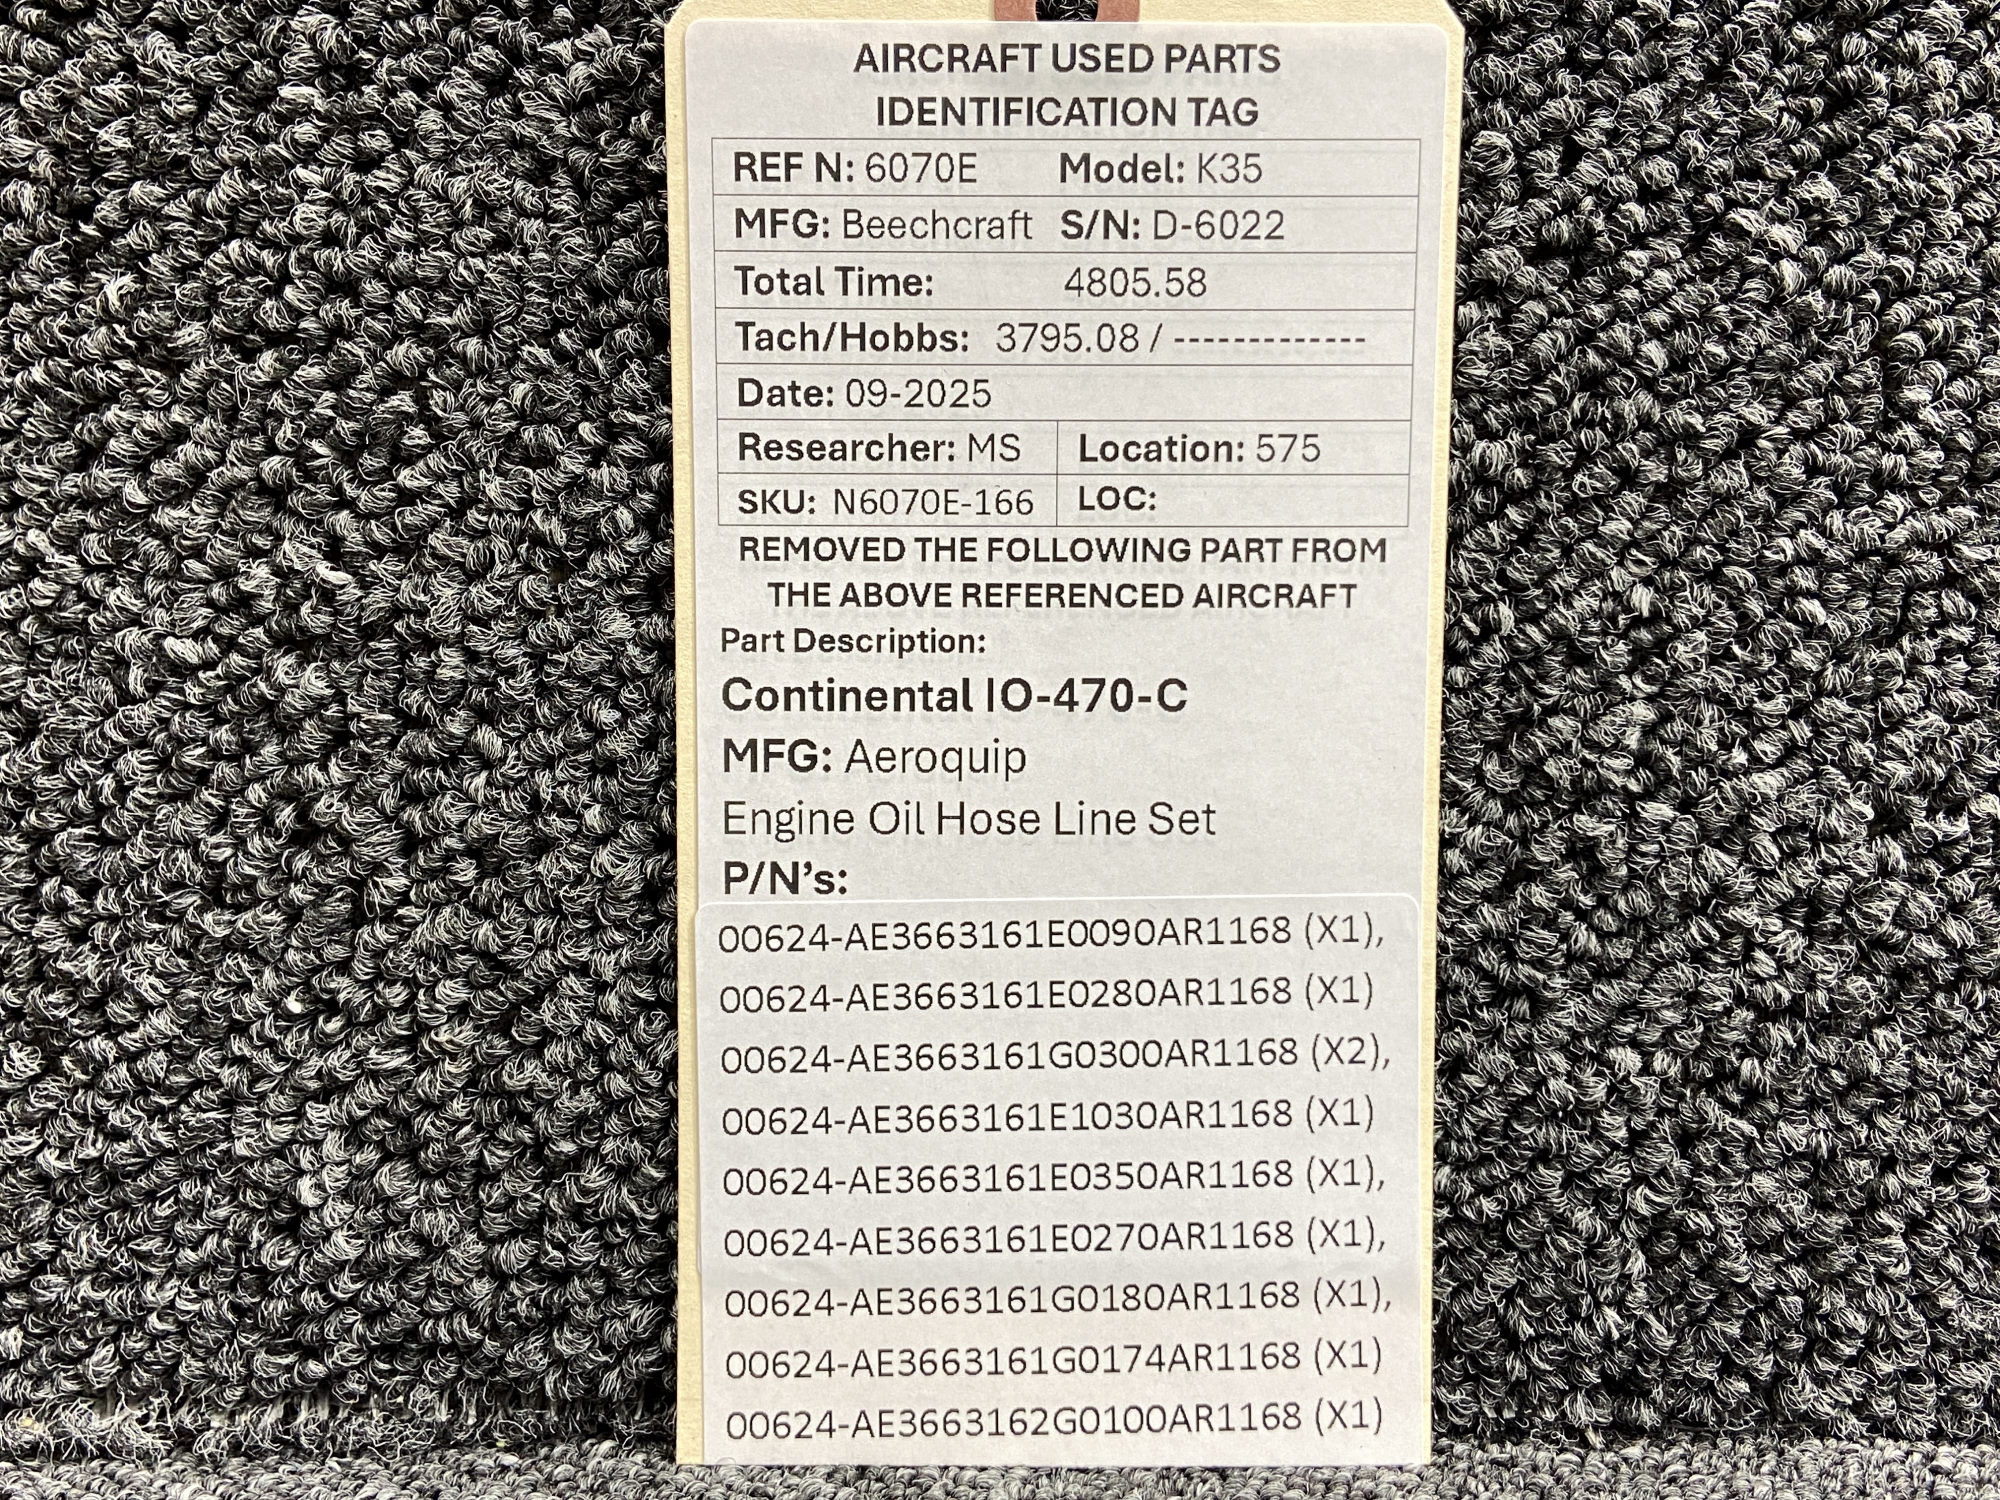 AIRCRAFT USED PARTS
IDENTIFICATION TAG
REF N: 6070E Model: K35
MFG: Beechcraft S/N: D-6022
Total Time: 4805.58
Tach/Hobbs: 3795.08 / -------------
Date: 09-2025
Researcher: MS Location: 575
SKU: N6070E-166 LOC:
REMOVED THE FOLLOWING PART FROM
THE ABOVE REFERENCED AIRCRAFT
Part Description:
Continental IO-470-C
MFG: Aeroquip
Engine Oil Hose Line Set
P/N's:
00624-AE3663161E0090AR1168 (X1),
00624-AE3663161E0280AR1168 (X1)
00624-AE3663161G0300AR1168 (X2),
00624-AE3663161E1030AR1168 (X1)
00624-AE3663161E0350AR1168 (X1),
00624-AE3663161E0270AR1168 (X1),
00624-AE3663161G0180AR1168 (X1),
00624-AE3663161G0174AR1168 (X1)
00624-AE3663162G0100AR1168 (X1)